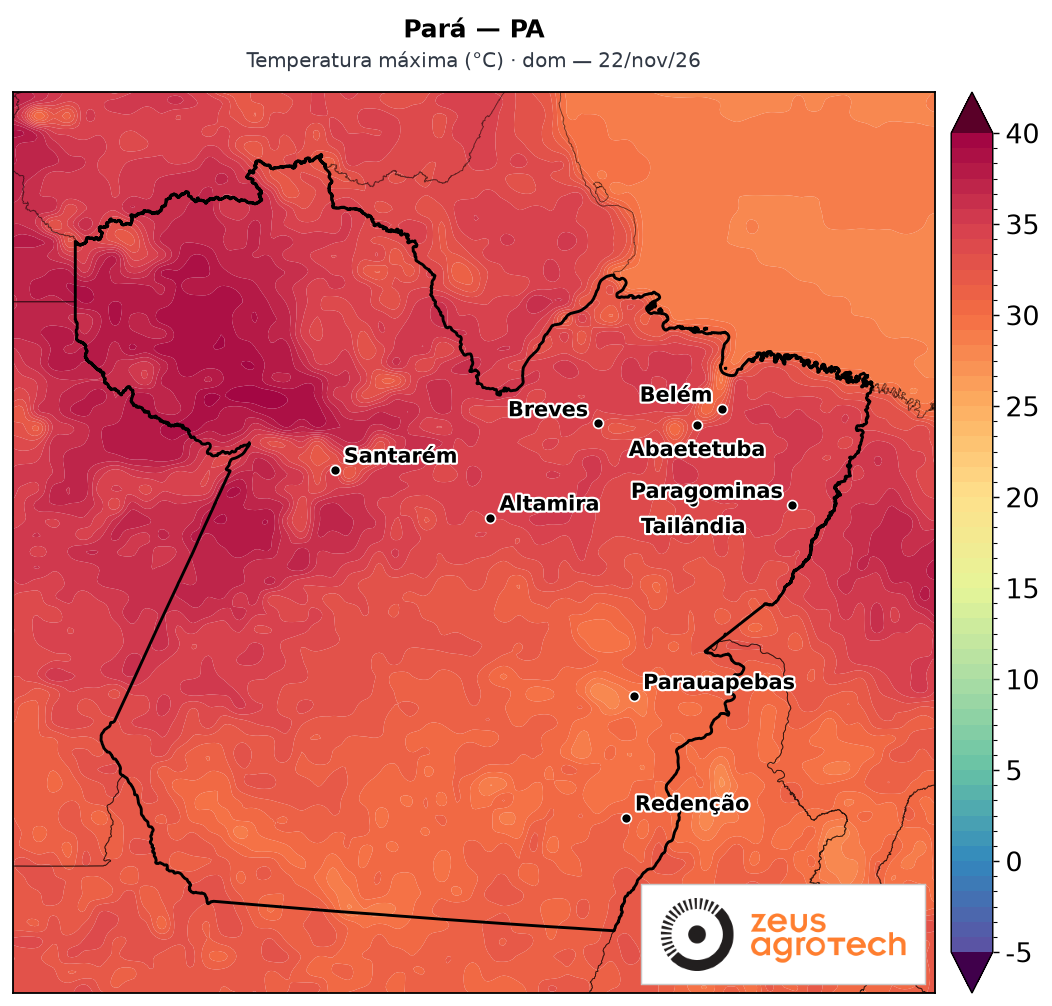 Pará — PA
Temperatura máxima (°C) · dom — 22/nov/26
40
35
30
25
20
15
10
5
0
-5
Belém
Breves
Abaetetuba
Santarém
Paragominas
Altamira
Tailândia
Parauapebas
Redenção
zeus
agrotech